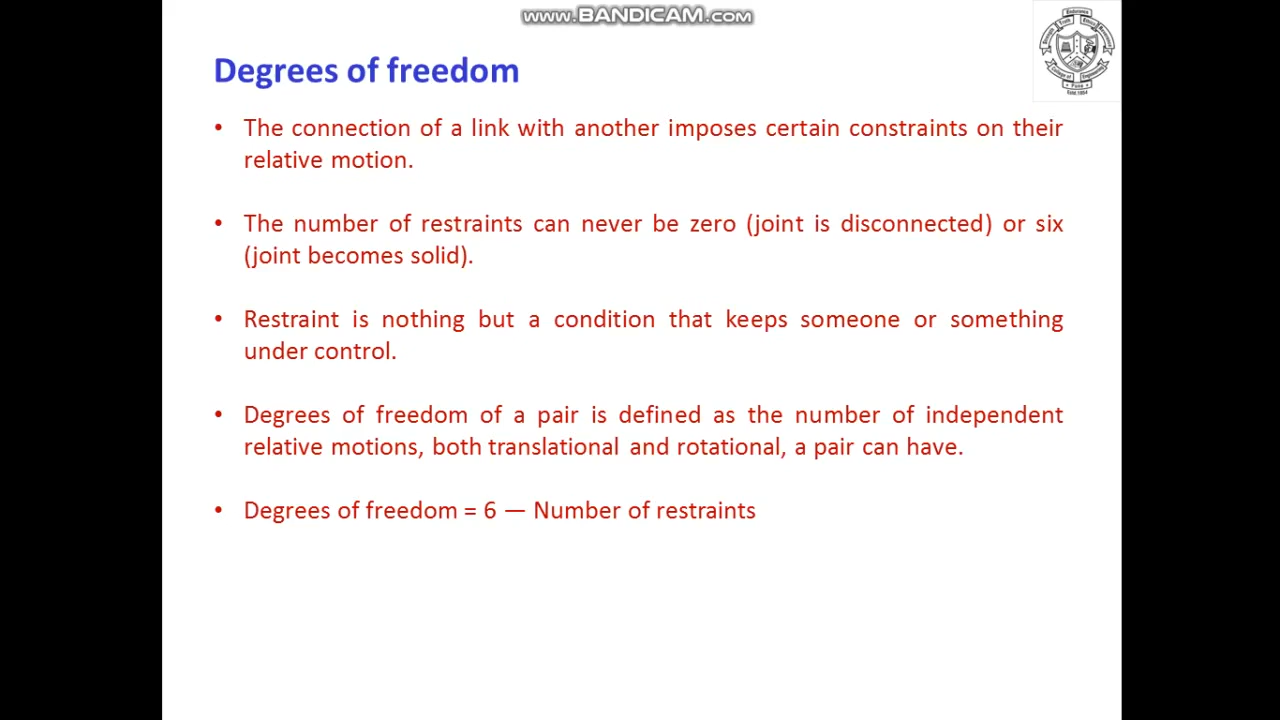 www.BANDICAM.com
Degrees of freedom
• The connection of a link with another imposes certain constraints on their
relative motion.
• The number of restraints can never be zero (joint is disconnected) or six
(joint becomes solid).
• Restraint is nothing but a condition that keeps someone or something
under control.
• Degrees of freedom of a pair is defined as the number of independent
relative motions, both translational and rotational, a pair can have.
• Degrees of freedom = 6 — Number of restraints